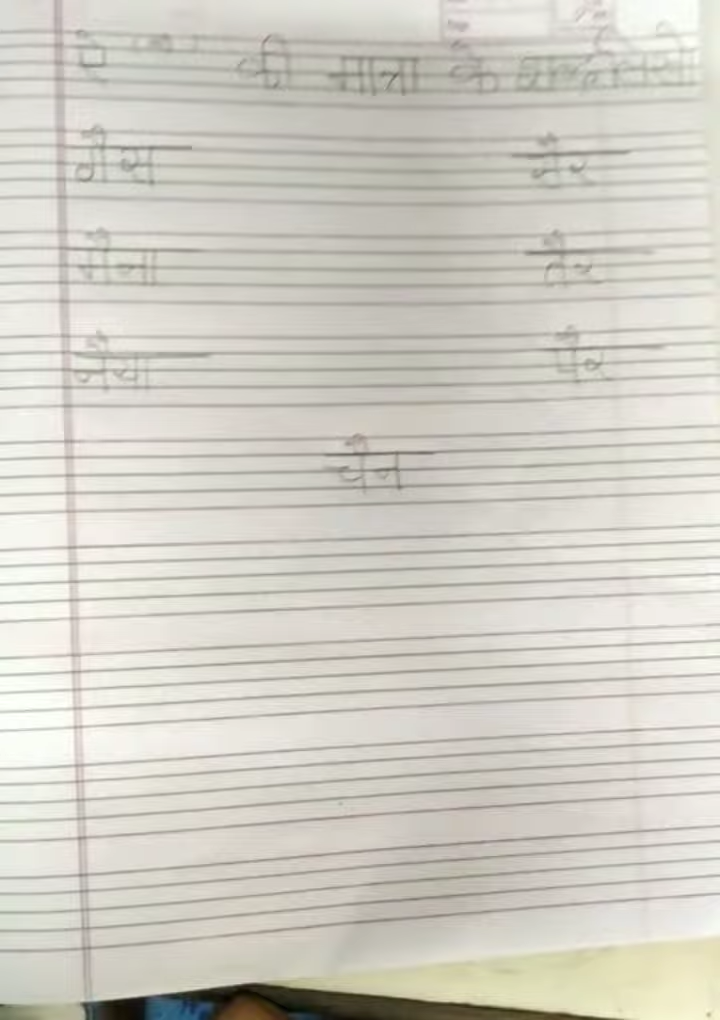 ऐ " ै " की मात्रा के शब्द लिखो
गैस सैर
मैना तैर
नैया पैर
चैन